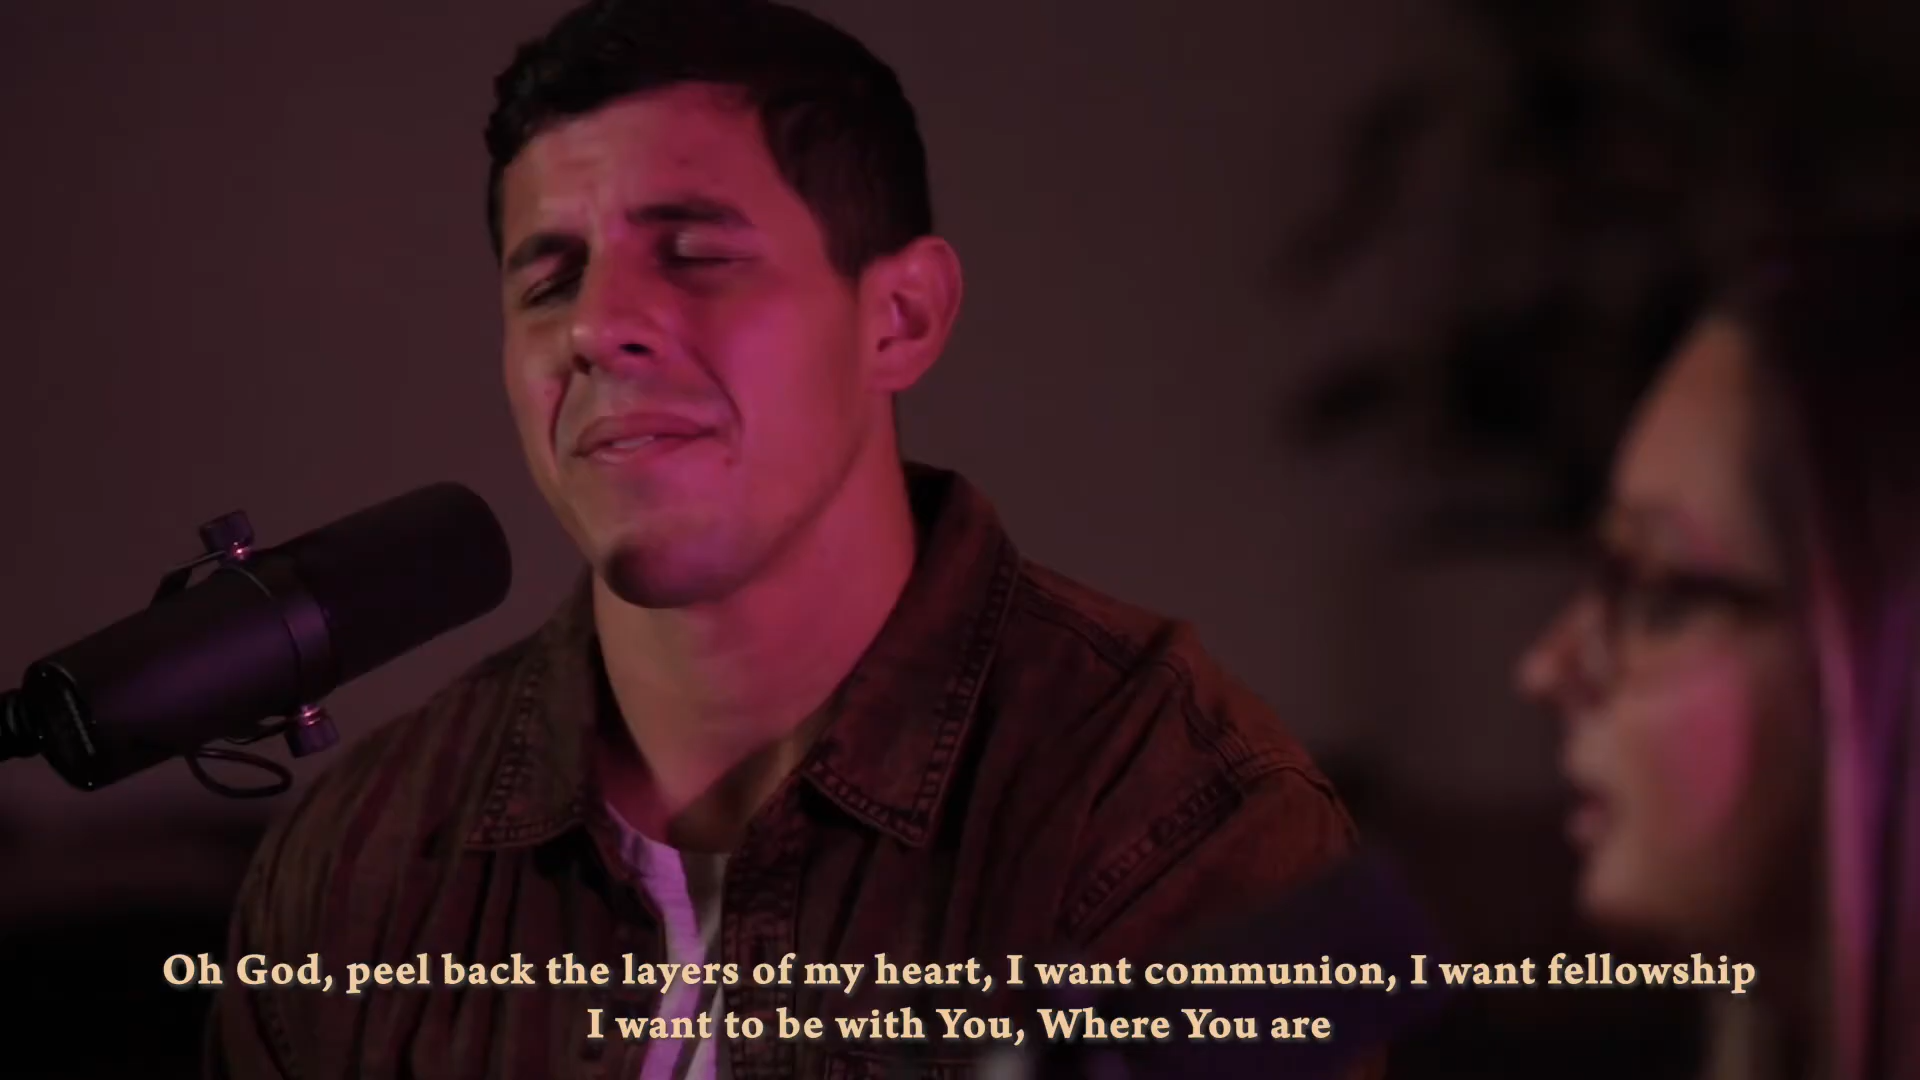 Oh God, peel back the layers of my heart, I want communion, I want fellowship
I want to be with You, Where You are